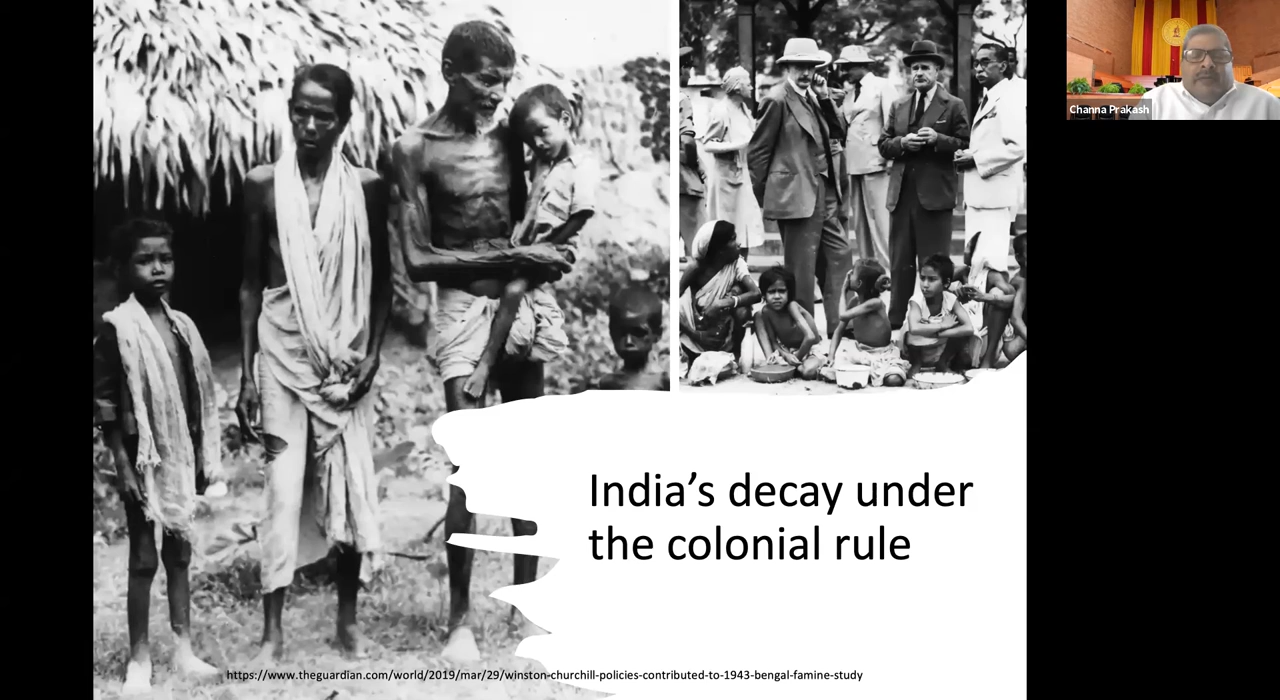 Channa Prakash
India’s decay under
the colonial rule
https://www.theguardian.com/world/2019/mar/29/winston-churchill-policies-contributed-to-1943-bengal-famine-study